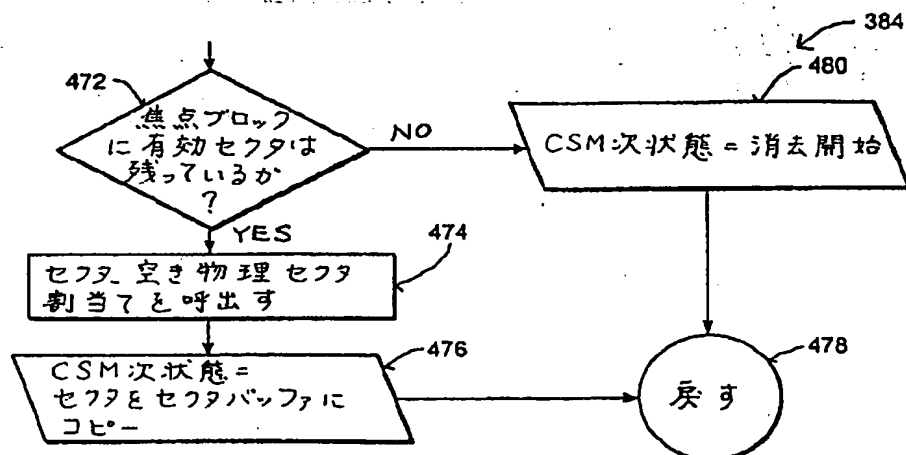 384
472
480
焦点ブロック
に有効セクタは
残っているか
?
NO
CSM次状態=消去開始
YES
474
セクタ_空き物理セクタ
割当てを呼出す
476
CSM次状態=
セクタをセクタバッファに
コピー
478
戻す